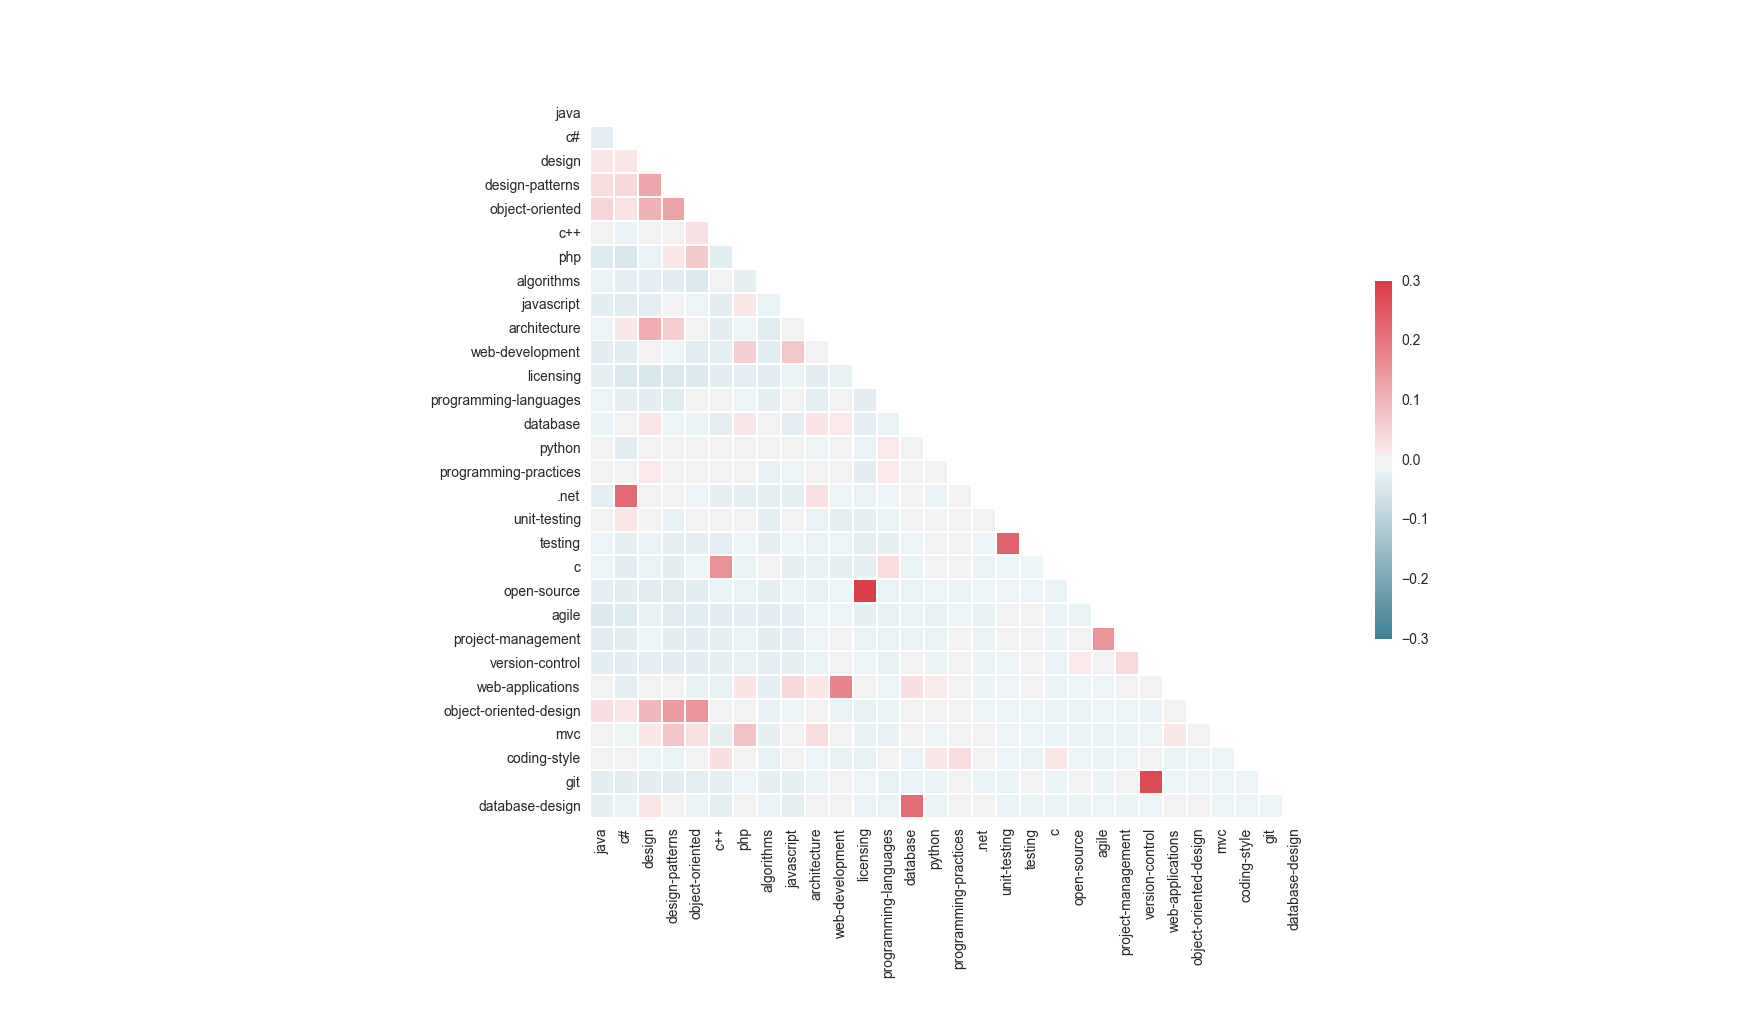 java
c#
design
design-patterns
object-oriented
c++
php
algorithms
javascript
architecture
web-development
licensing
programming-languages
database
python
programming-practices
.net
unit-testing
testing
c
open-source
agile
project-management
version-control
web-applications
object-oriented-design
mvc
coding-style
git
database-design
java
c#
design
design-patterns
object-oriented
c++
php
algorithms
javascript
architecture
web-development
licensing
programming-languages
database
python
programming-practices
.net
unit-testing
testing
c
open-source
agile
project-management
version-control
web-applications
object-oriented-design
mvc
coding-style
git
database-design
0.3
0.2
0.1
0.0
−0.1
−0.2
−0.3